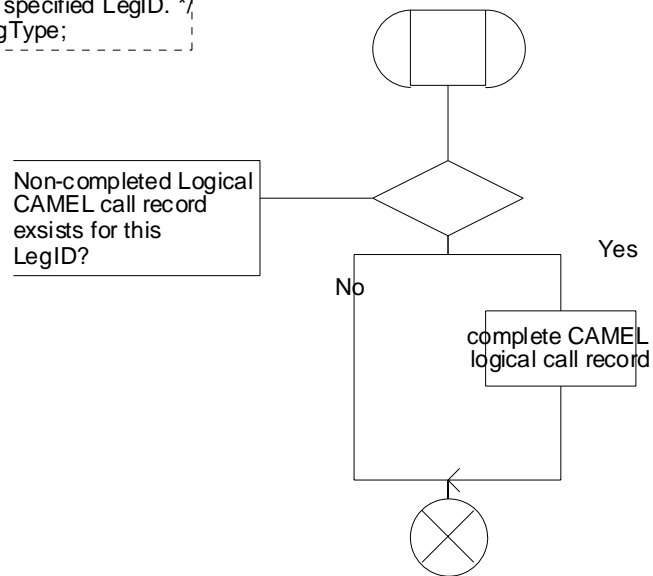 specified LegID. */
gType;
Non-completed Logical
CAMEL call record
exsists for this
LegID?
Yes
No
complete CAMEL
logical call record